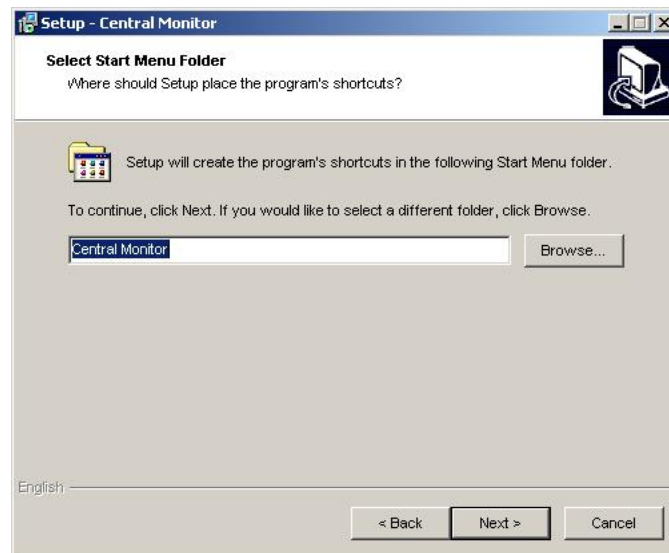 Setup - Central Monitor
Select Start Menu Folder
Where should Setup place the program's shortcuts?
Setup will create the program's shortcuts in the following Start Menu folder.
To continue, click Next. If you would like to select a different folder, click Browse.
Central Monitor
Browse...
English
< Back
Next >
Cancel